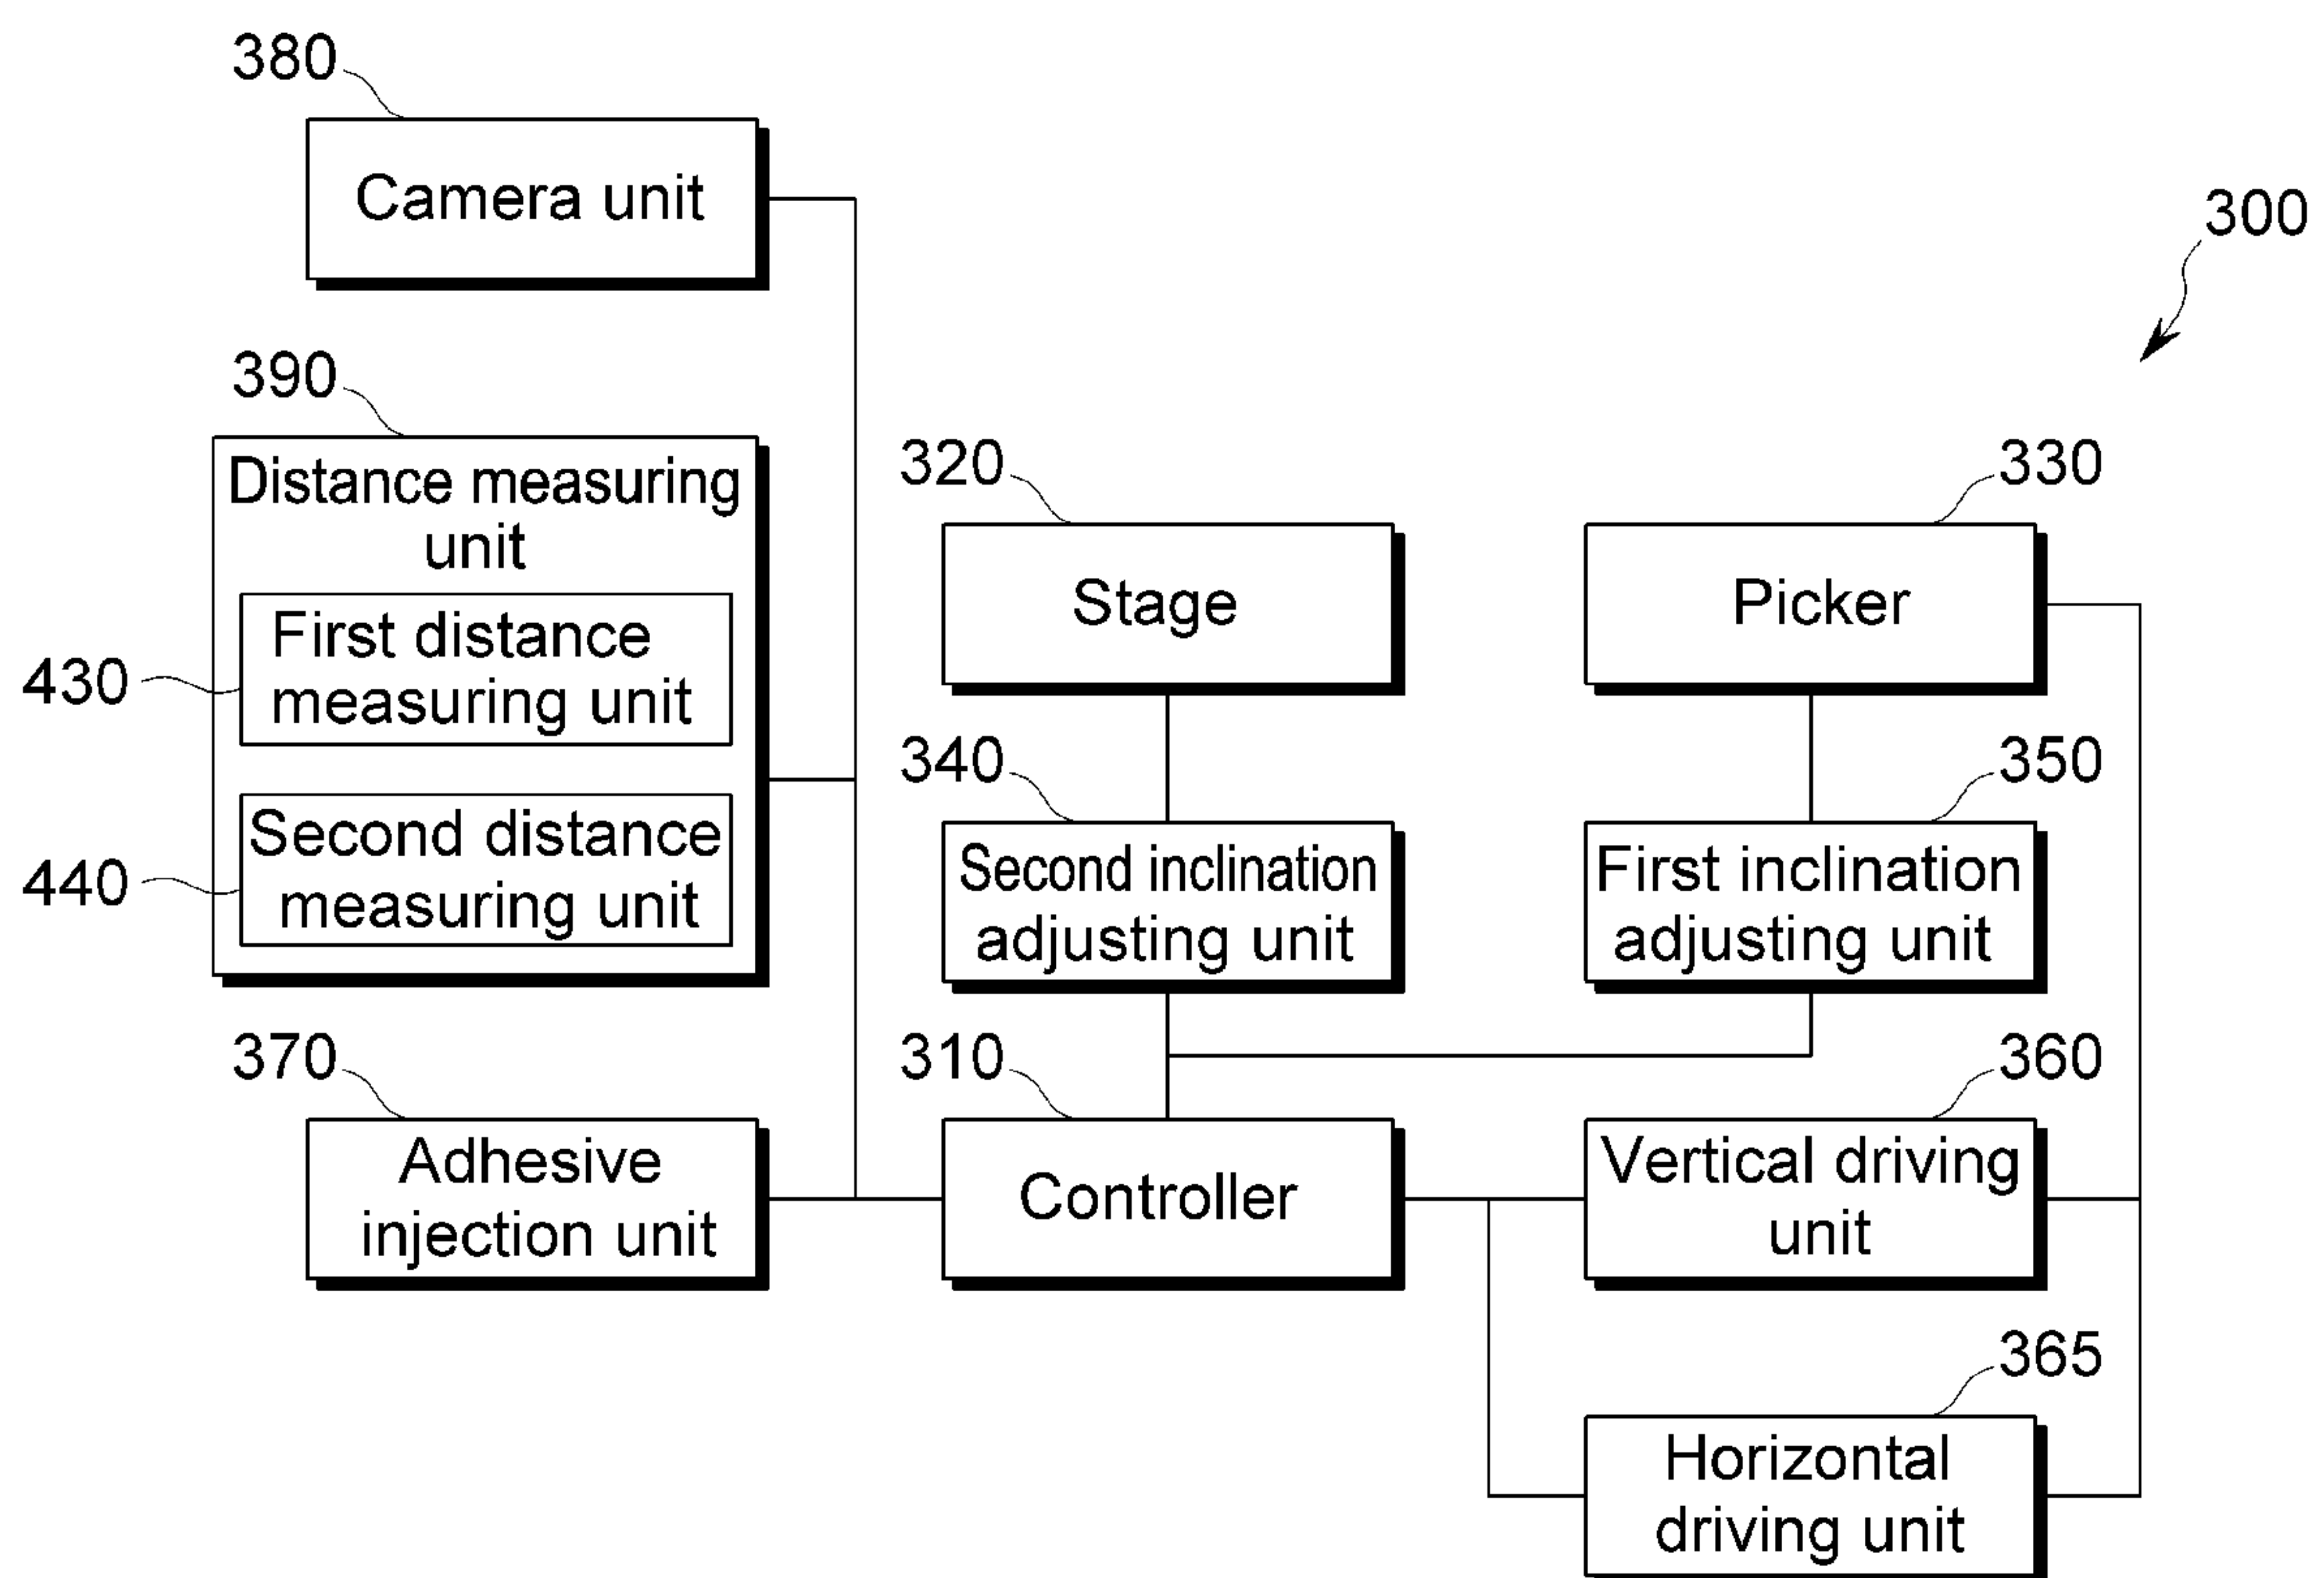 380
Camera unit
300
390
Distance measuring
unit
430
First distance
measuring unit
440
Second distance
measuring unit
320
Stage
330
Picker
340
Second inclination
adjusting unit
350
First inclination
adjusting unit
370
Adhesive
injection unit
310
Controller
360
Vertical driving
unit
365
Horizontal
driving unit